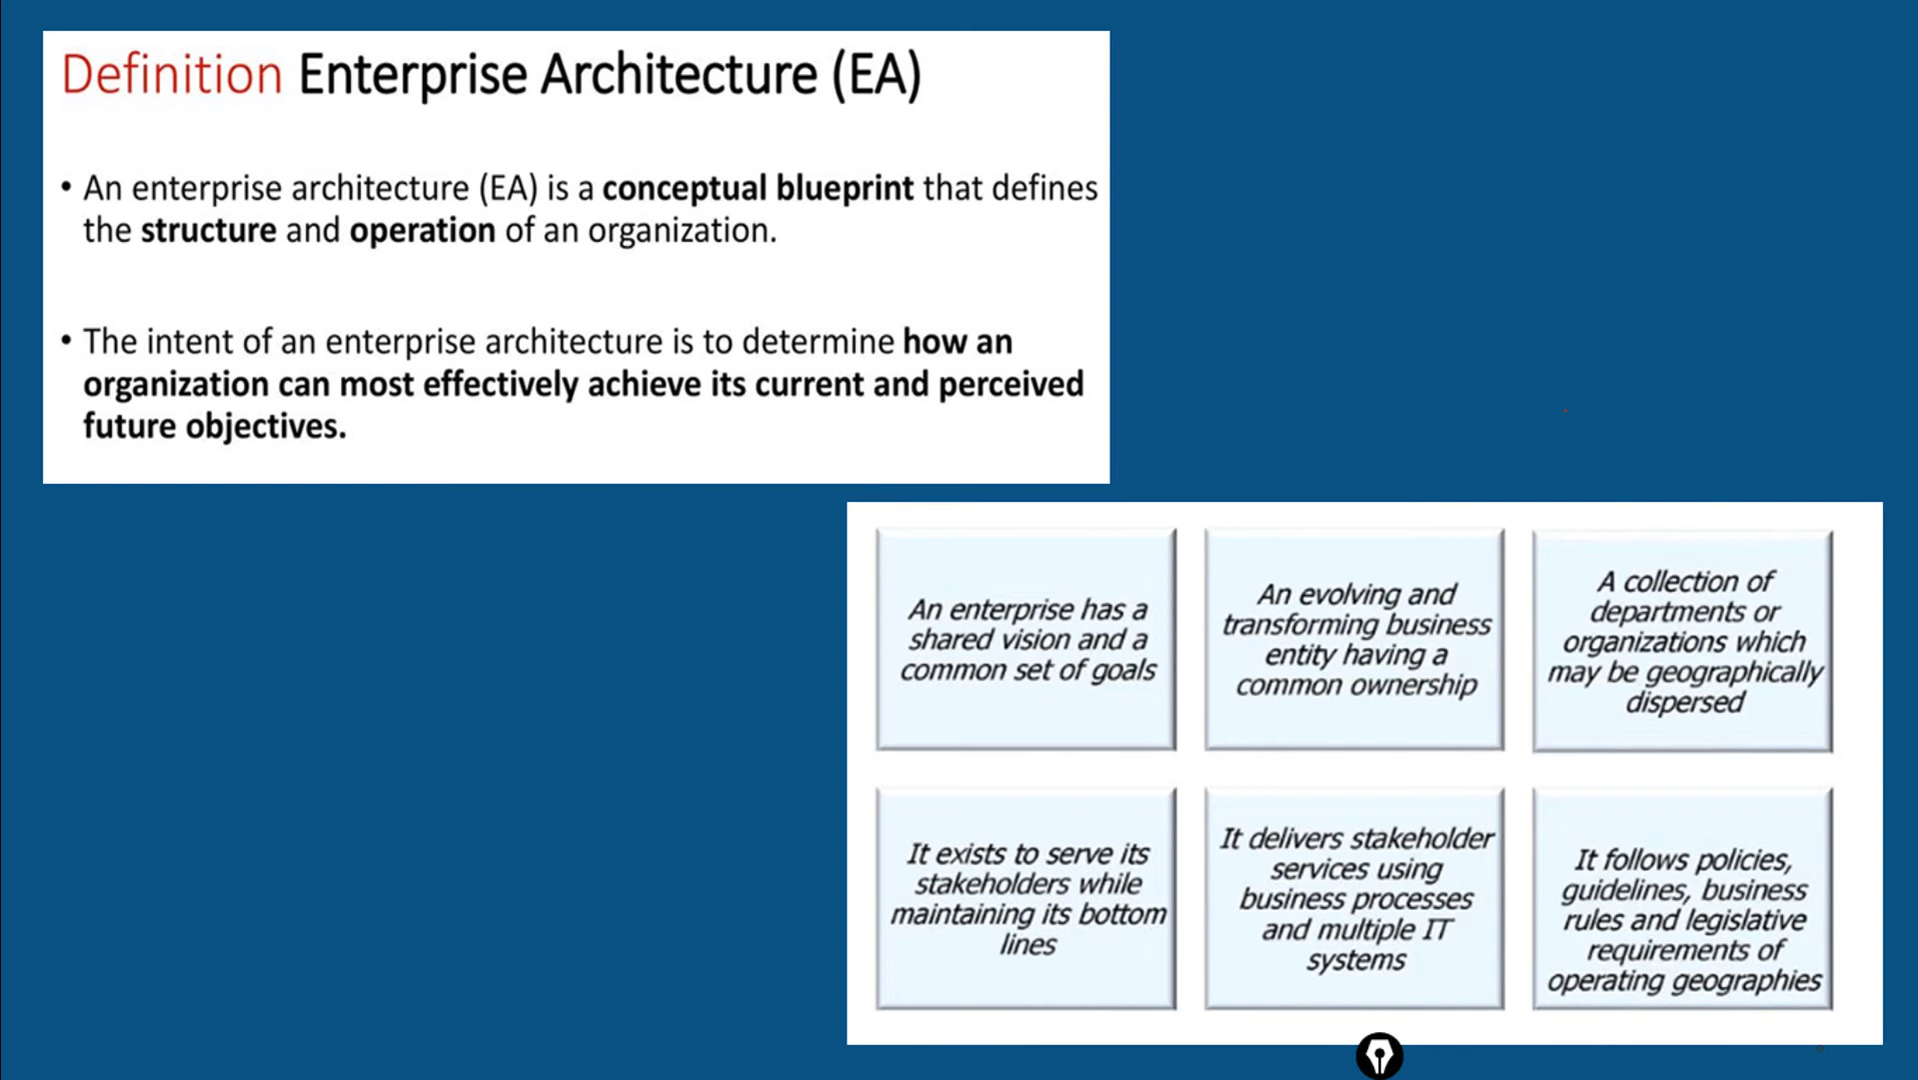 Definition Enterprise Architecture (EA)
• An enterprise architecture (EA) is a conceptual blueprint that defines
the structure and operation of an organization.
• The intent of an enterprise architecture is to determine how an
organization can most effectively achieve its current and perceived
future objectives.
An enterprise has a
shared vision and a
common set of goals
An evolving and
transforming business
entity having a
common ownership
A collection of
departments or
organizations which
may be geographically
dispersed
It exists to serve its
stakeholders while
maintaining its bottom
lines
It delivers stakeholder
services using
business processes
and multiple IT
systems
It follows policies,
guidelines, business
rules and legislative
requirements of
operating geographies